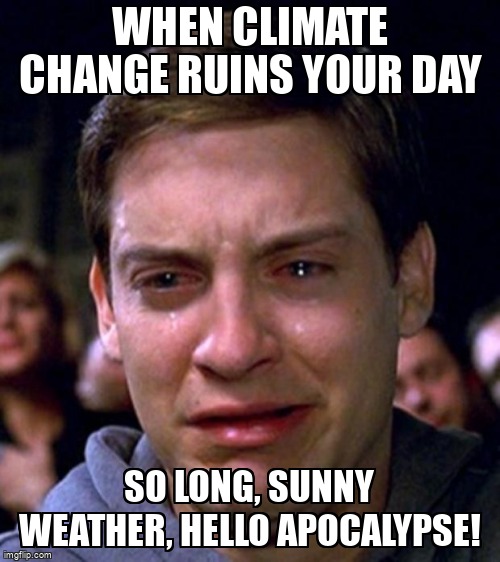 WHEN CLIMATE
CHANGE RUINS YOUR DAY
SO LONG, SUNNY
WEATHER, HELLO APOCALYPSE!
imgflip.com